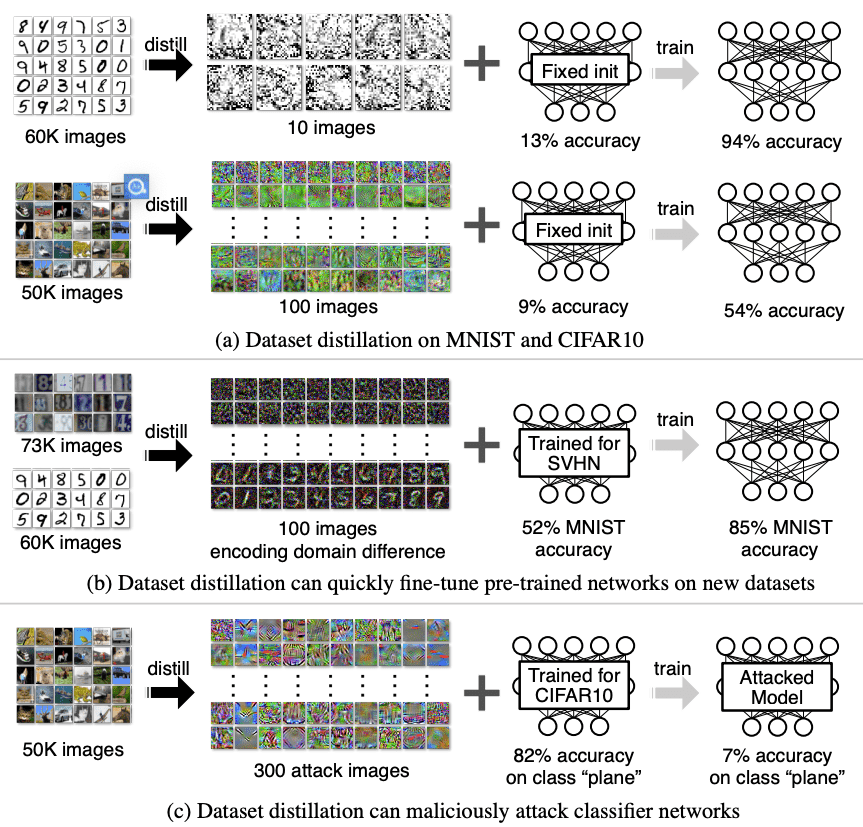 8 4 9 7 5 3
9 0 5 3 0 1
9 4 8 5 0 0
0 2 3 4 8 7
5 9 2 7 5 3
60K images
distill
10 images
Fixed init
13% accuracy
train
94% accuracy
50K images
distill
100 images
Fixed init
9% accuracy
train
54% accuracy
(a) Dataset distillation on MNIST and CIFAR10
73K images
9 4 8 5 0 0
0 2 3 4 8 7
5 9 2 7 5 3
60K images
distill
100 images
encoding domain difference
Trained for
SVHN
52% MNIST
accuracy
train
85% MNIST
accuracy
(b) Dataset distillation can quickly fine-tune pre-trained networks on new datasets
50K images
distill
300 attack images
Trained for
CIFAR10
82% accuracy
on class “plane”
train
Attacked
Model
7% accuracy
on class “plane”
(c) Dataset distillation can maliciously attack classifier networks